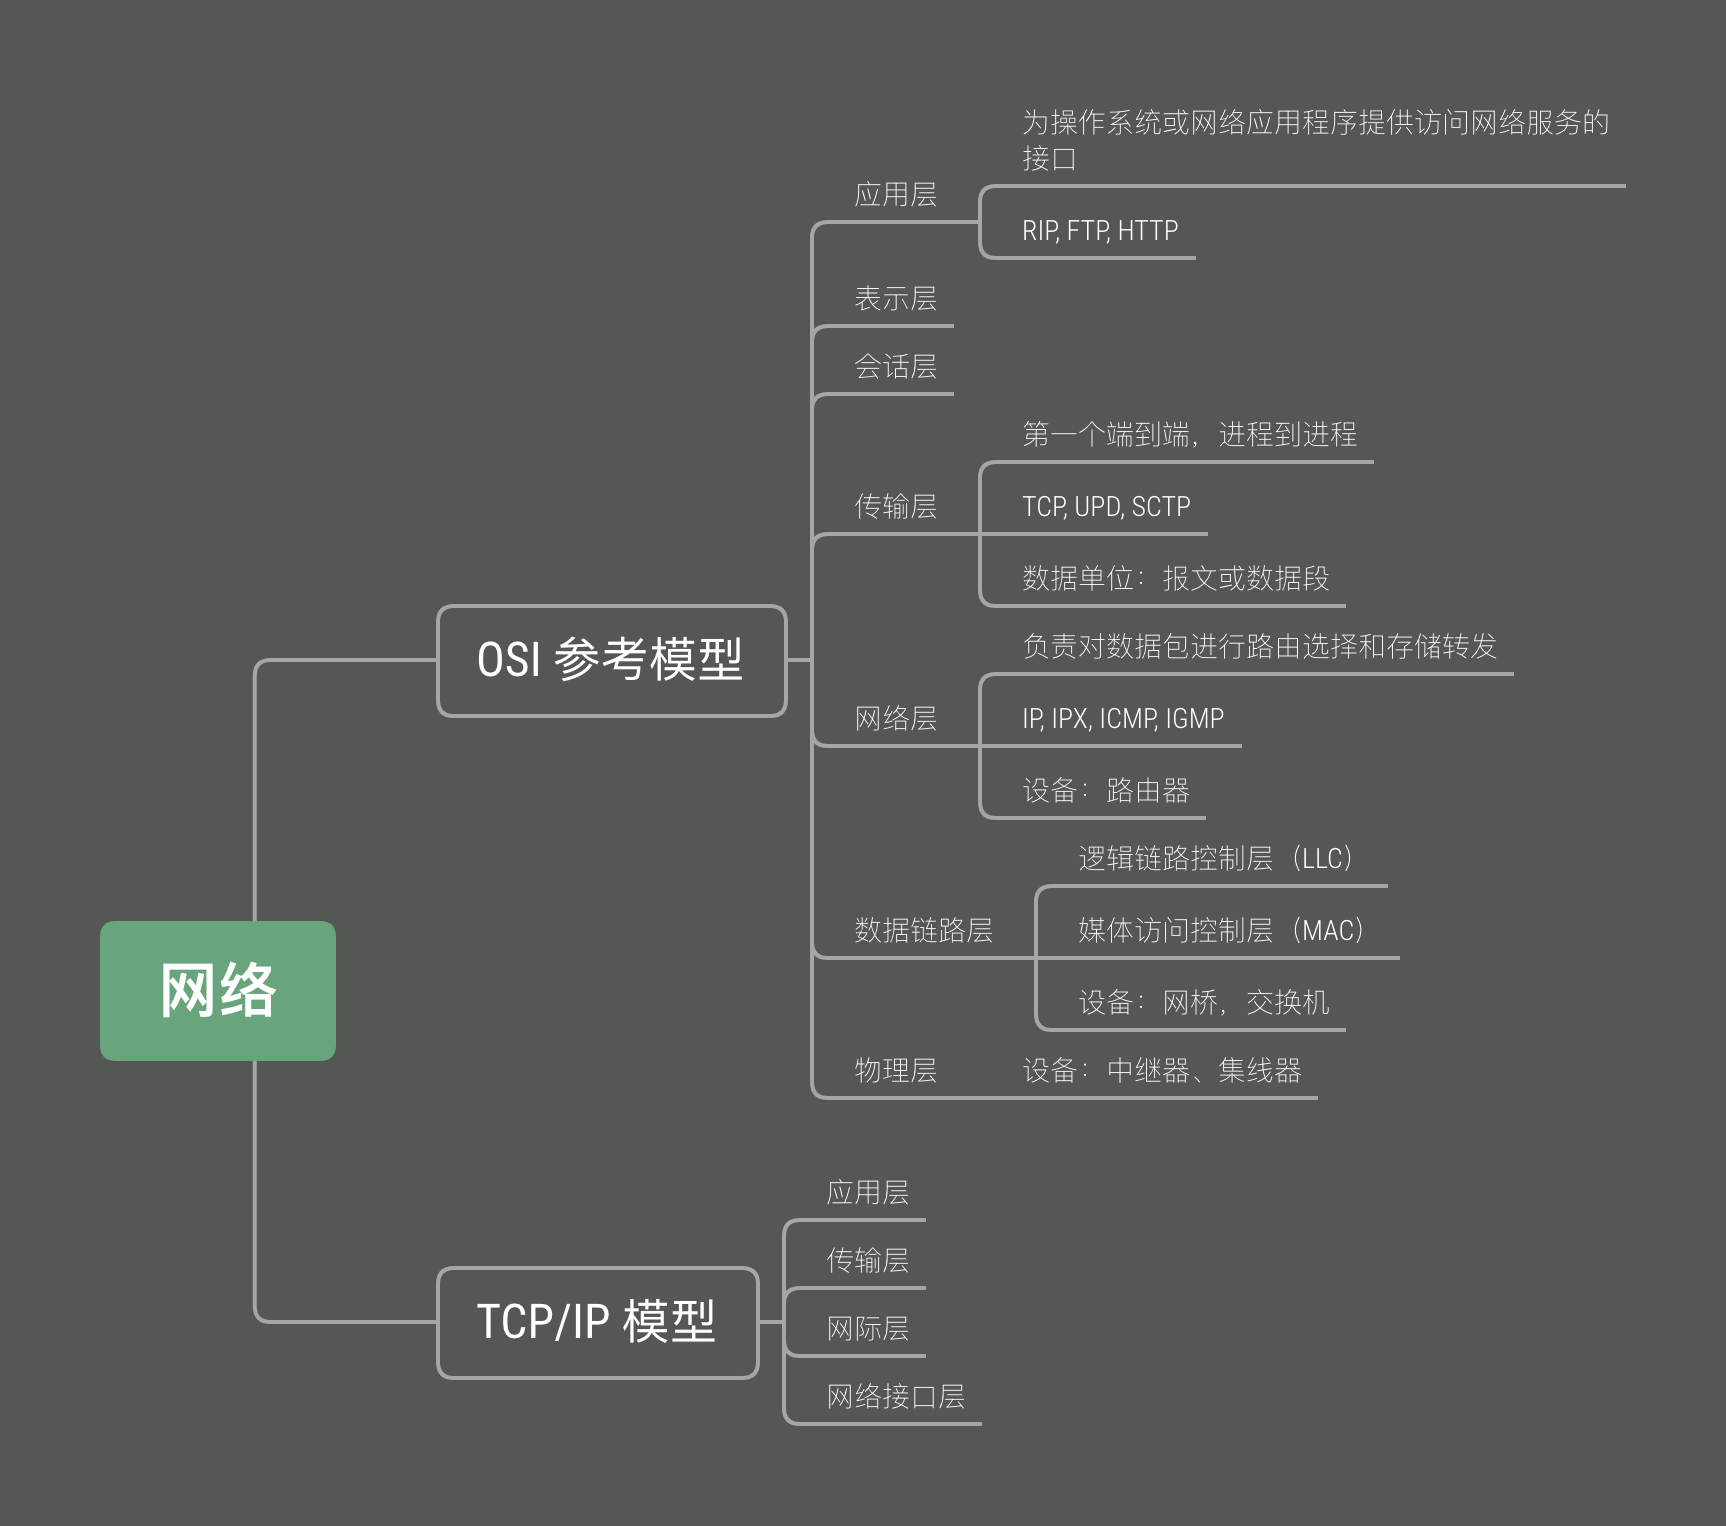 网络
OSI 参考模型
应用层
为操作系统或网络应用程序提供访问网络服务的
接口
RIP, FTP, HTTP
表示层
会话层
传输层
第一个端到端，进程到进程
TCP, UPD, SCTP
数据单位：报文或数据段
网络层
负责对数据包进行路由选择和存储转发
IP, IPX, ICMP, IGMP
设备：路由器
数据链路层
逻辑链路控制层（LLC）
媒体访问控制层（MAC）
设备：网桥，交换机
物理层
设备：中继器、集线器
TCP/IP 模型
应用层
传输层
网际层
网络接口层